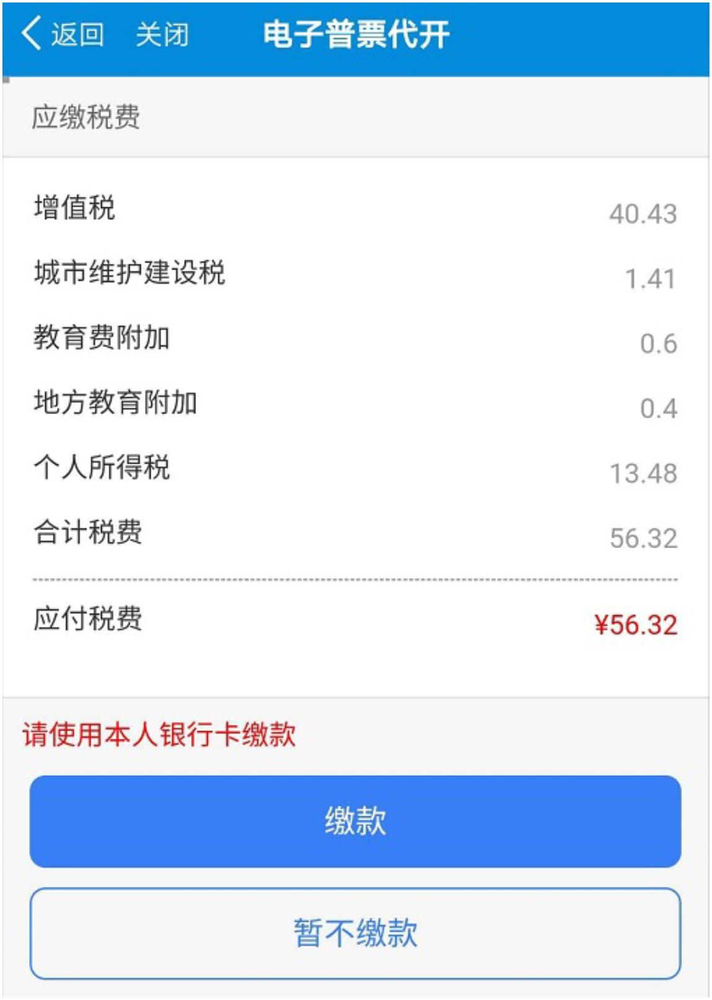 返回 关闭 电子普票代开
应缴税费
增值税 40.43
城市维护建设税 1.41
教育费附加 0.6
地方教育附加 0.4
个人所得税 13.48
合计税费 56.32
应付税费 ¥56.32
请使用本人银行卡缴款
缴款
暂不缴款